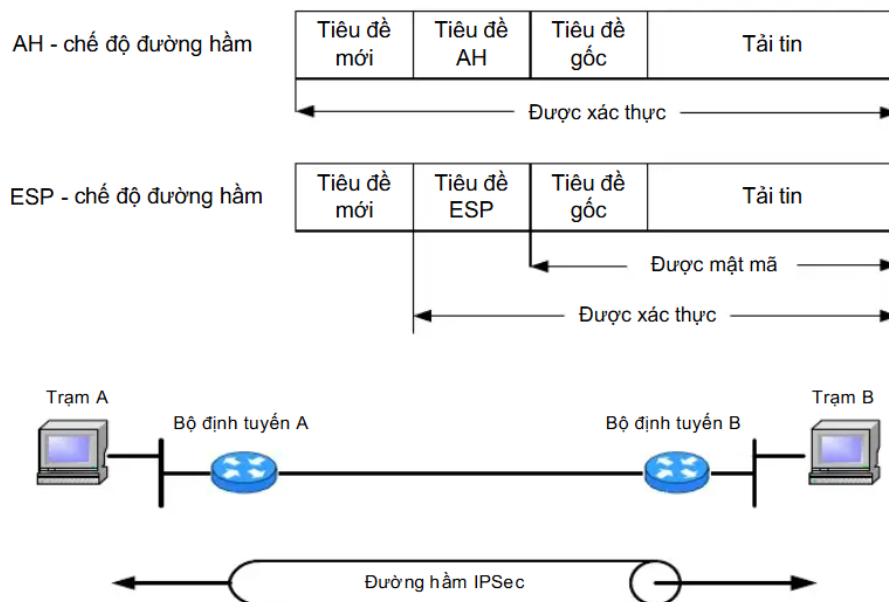 AH - chế độ đường hầm
Tiêu đề
mới
Tiêu đề
AH
Tiêu đề
gốc
Tải tin
Được xác thực
ESP - chế độ đường hầm
Tiêu đề
mới
Tiêu đề
ESP
Tiêu đề
gốc
Tải tin
Được mật mã
Được xác thực
Trạm A
Bộ định tuyến A
Bộ định tuyến B
Trạm B
Đường hầm IPSec